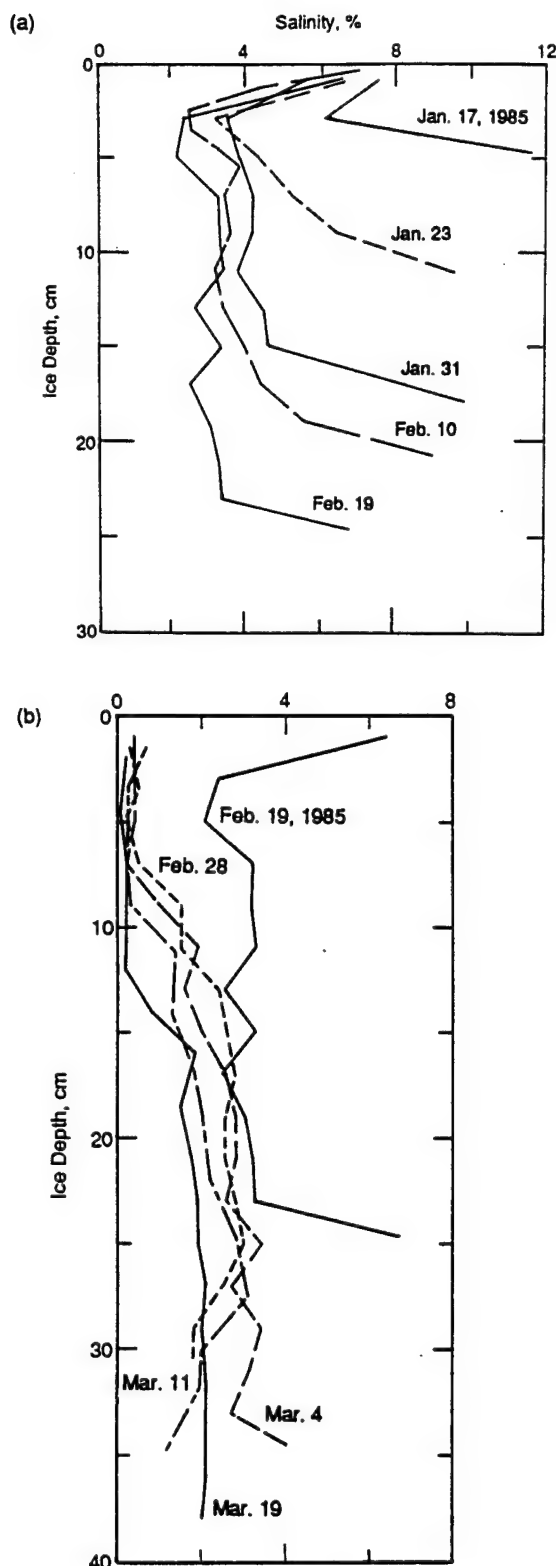 (a)
Salinity, %
0 4 8 12
0
Jan. 17, 1985
Jan. 23
10
Ice Depth, cm
Jan. 31
Feb. 10
20
Feb. 19
30
(b)
0 4 8
0
Feb. 19, 1985
Feb. 28
10
Ice Depth, cm
20
30
Mar. 11
Mar. 4
Mar. 19
40